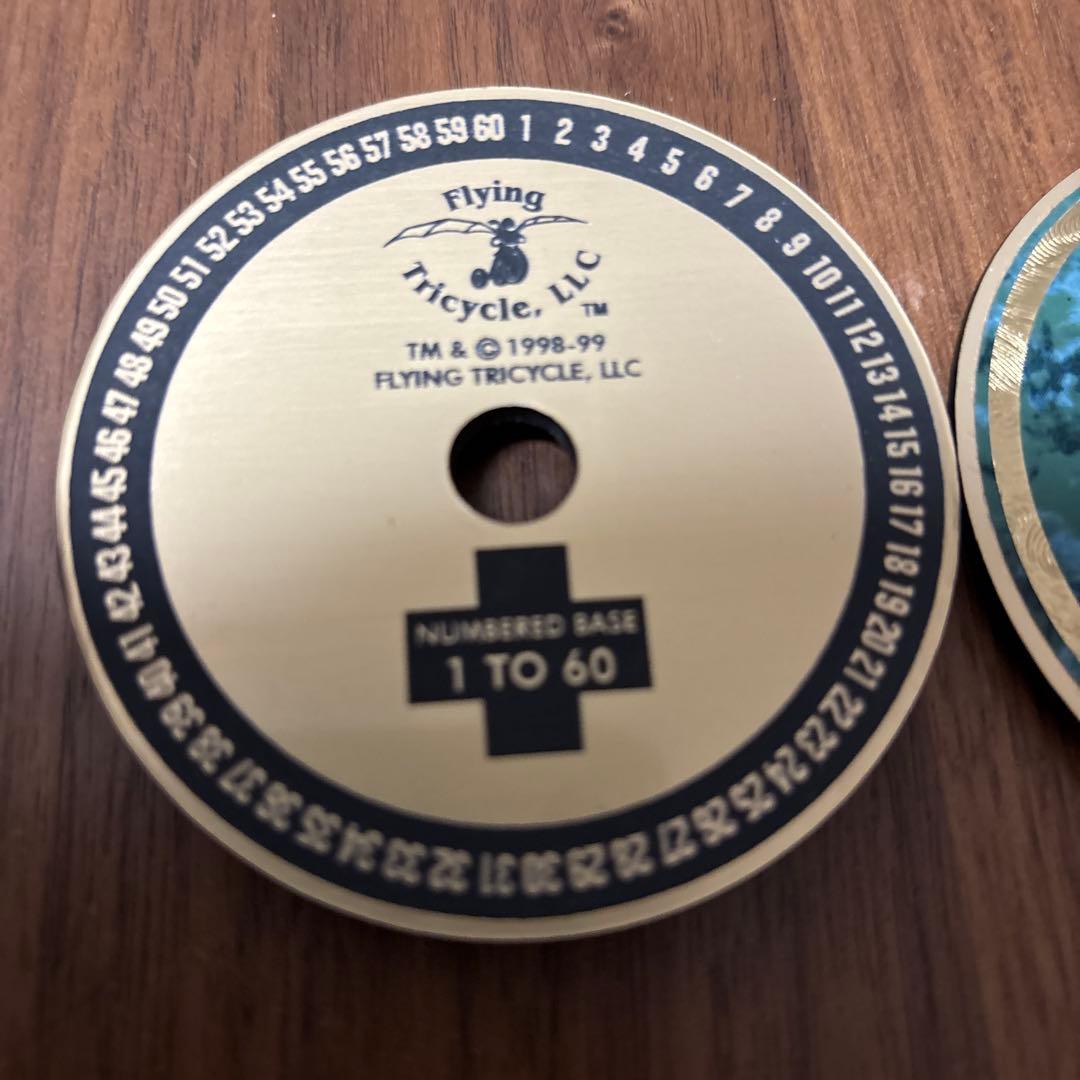 1 2 3 4 5 6 7 8 9 10 11 12 13 14 15 16 17 18 19 20 21 22 23 24 25 26 27 28 29 30 31 32 33 34 35 36 37 38 39 40 41 42 43 44 45 46 47 48 49 50 51 52 53 54 55 56 57 58 59 60
Flying
Tricycle, LLC ™
TM & © 1998-99
FLYING TRICYCLE, LLC
NUMBERED BASE
1 TO 60